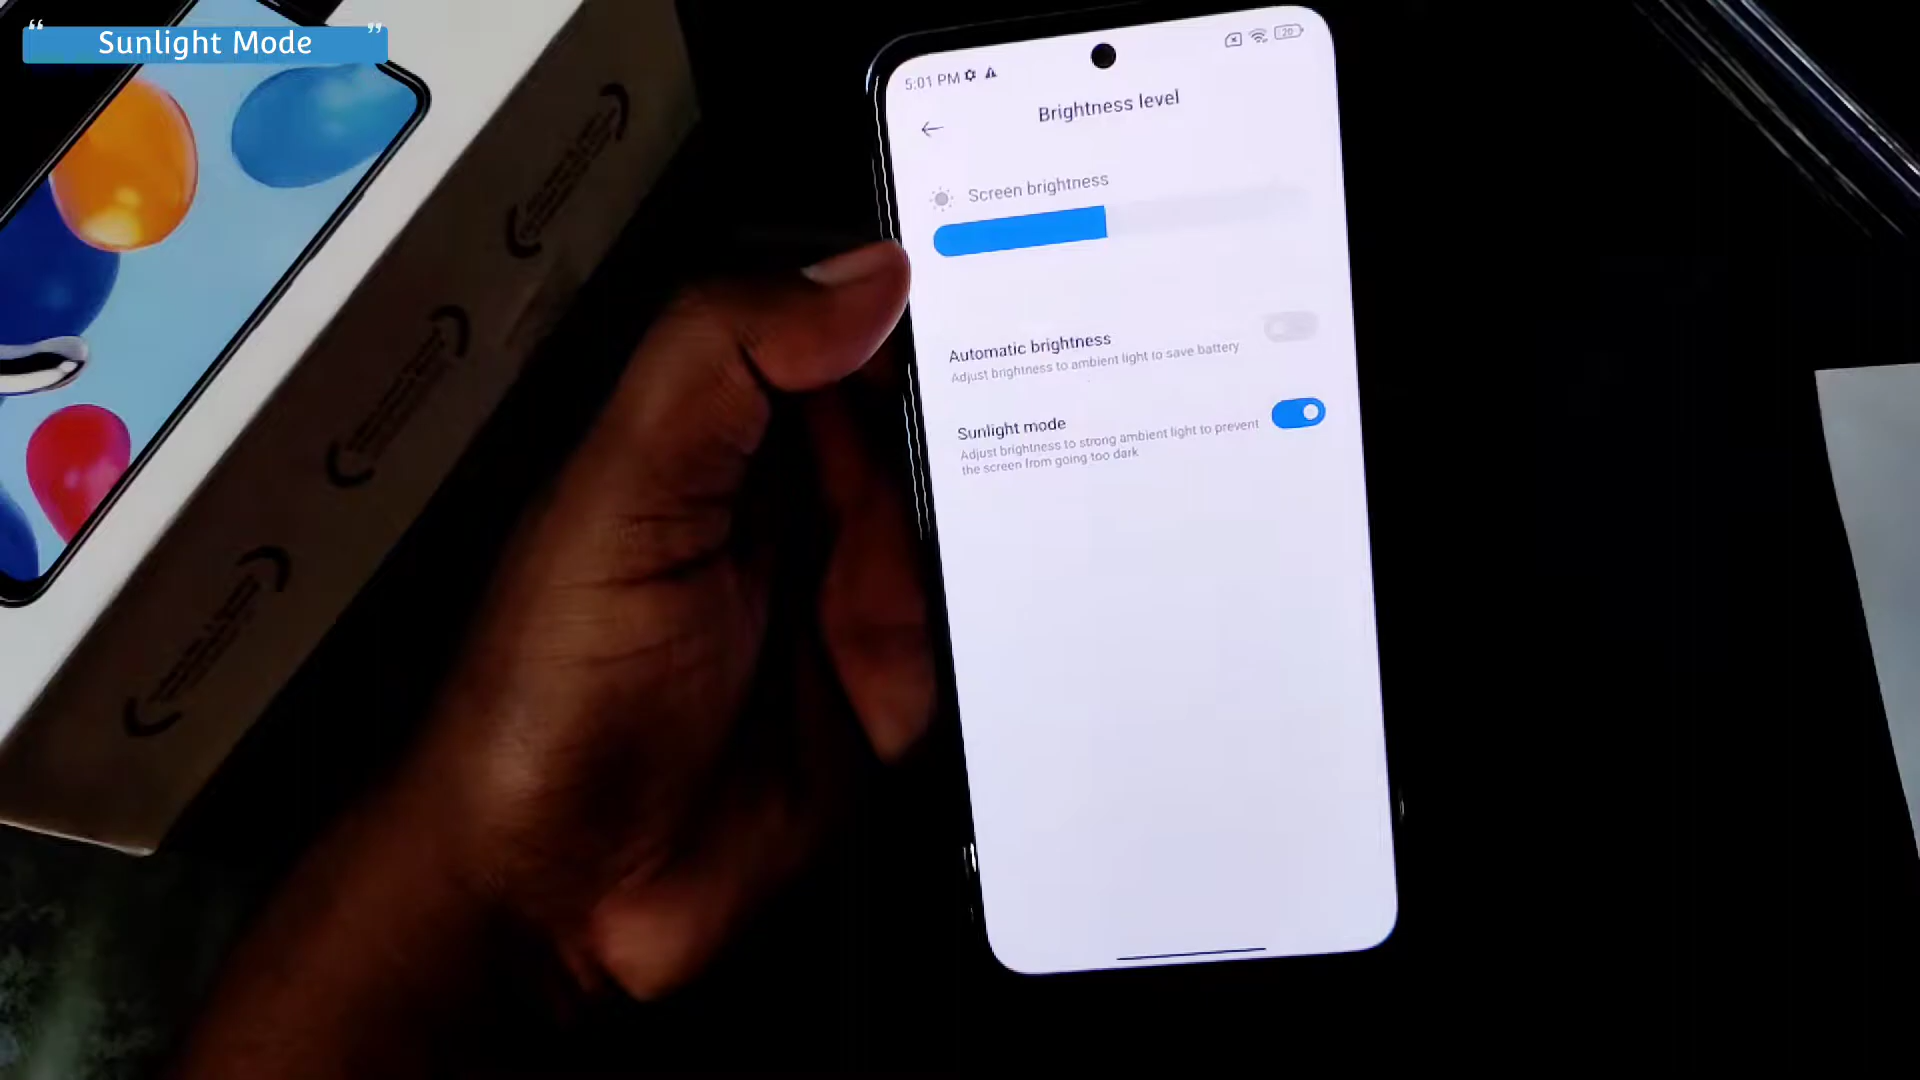 “ Sunlight Mode ”
5:01 PM
20
Brightness level
Screen brightness
Automatic brightness
Adjust brightness to ambient light to save battery
Sunlight mode
Adjust brightness to strong ambient light to prevent
the screen from going too dark